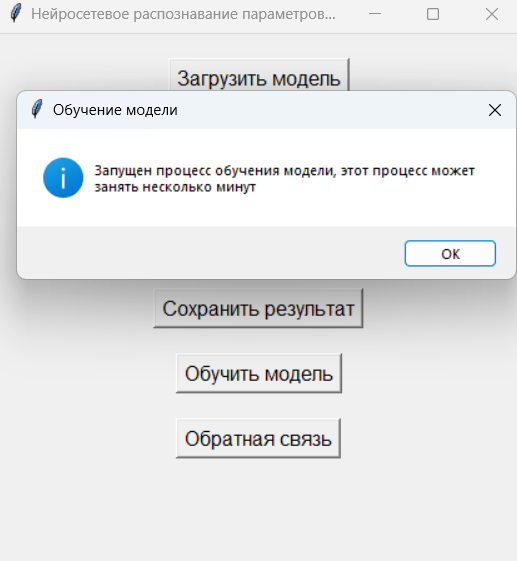 Нейросетевое распознавание параметров...
Загрузить модель
Обучение модели
Запущен процесс обучения модели, этот процесс может
занять несколько минут
ОК
Сохранить результат
Обучить модель
Обратная связь